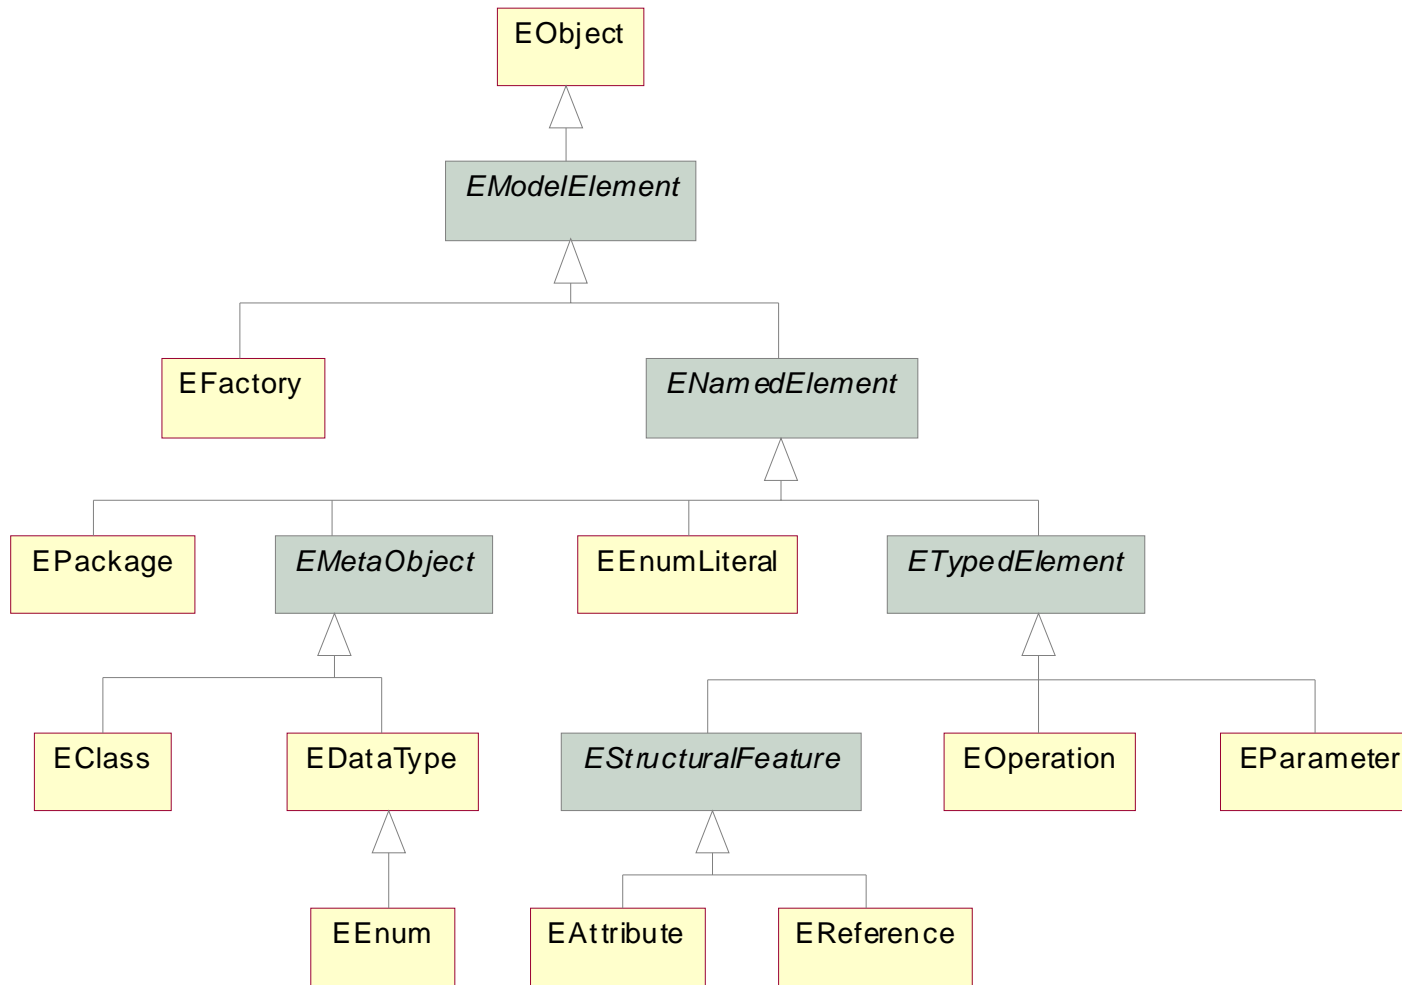 EObject
EModelElement
EFactory
ENamedElement
EPackage
EMetaObject
EEnumLiteral
ETypedElement
EClass
EDataType
EStructuralFeature
EOperation
EParameter
EEnum
EAttribute
EReference